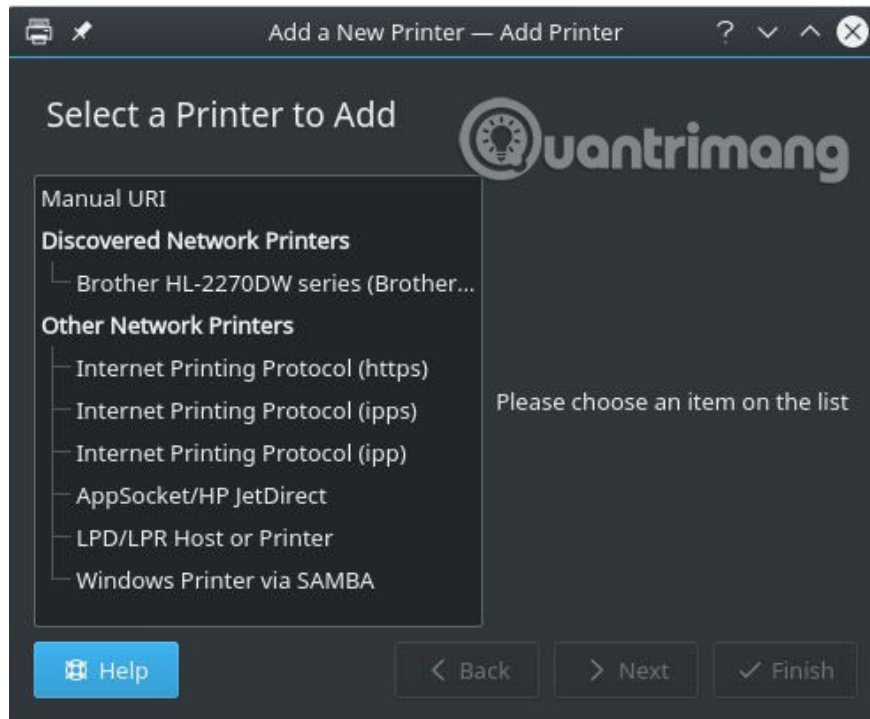 Add a New Printer — Add Printer
Select a Printer to Add
Quantrimang
Manual URI
Discovered Network Printers
Brother HL-2270DW series (Brother...
Other Network Printers
Internet Printing Protocol (https)
Internet Printing Protocol (ipps)
Internet Printing Protocol (ipp)
AppSocket/HP JetDirect
LPD/LPR Host or Printer
Windows Printer via SAMBA
Please choose an item on the list
Help
Back
Next
Finish